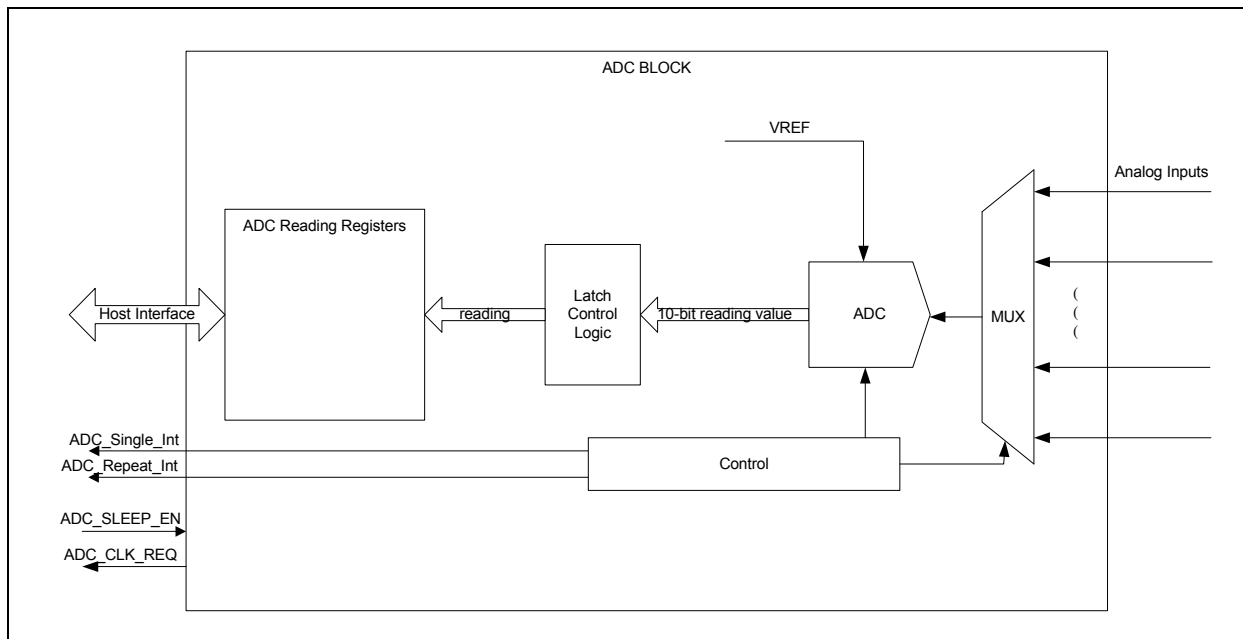 ADC BLOCK
VREF
Analog Inputs
ADC Reading Registers
Latch
Control
Logic
Host Interface
reading
10-bit reading value
ADC
MUX
(
(
(
ADC_Single_Int
ADC_Repeat_Int
Control
ADC_SLEEP_EN
ADC_CLK_REQ